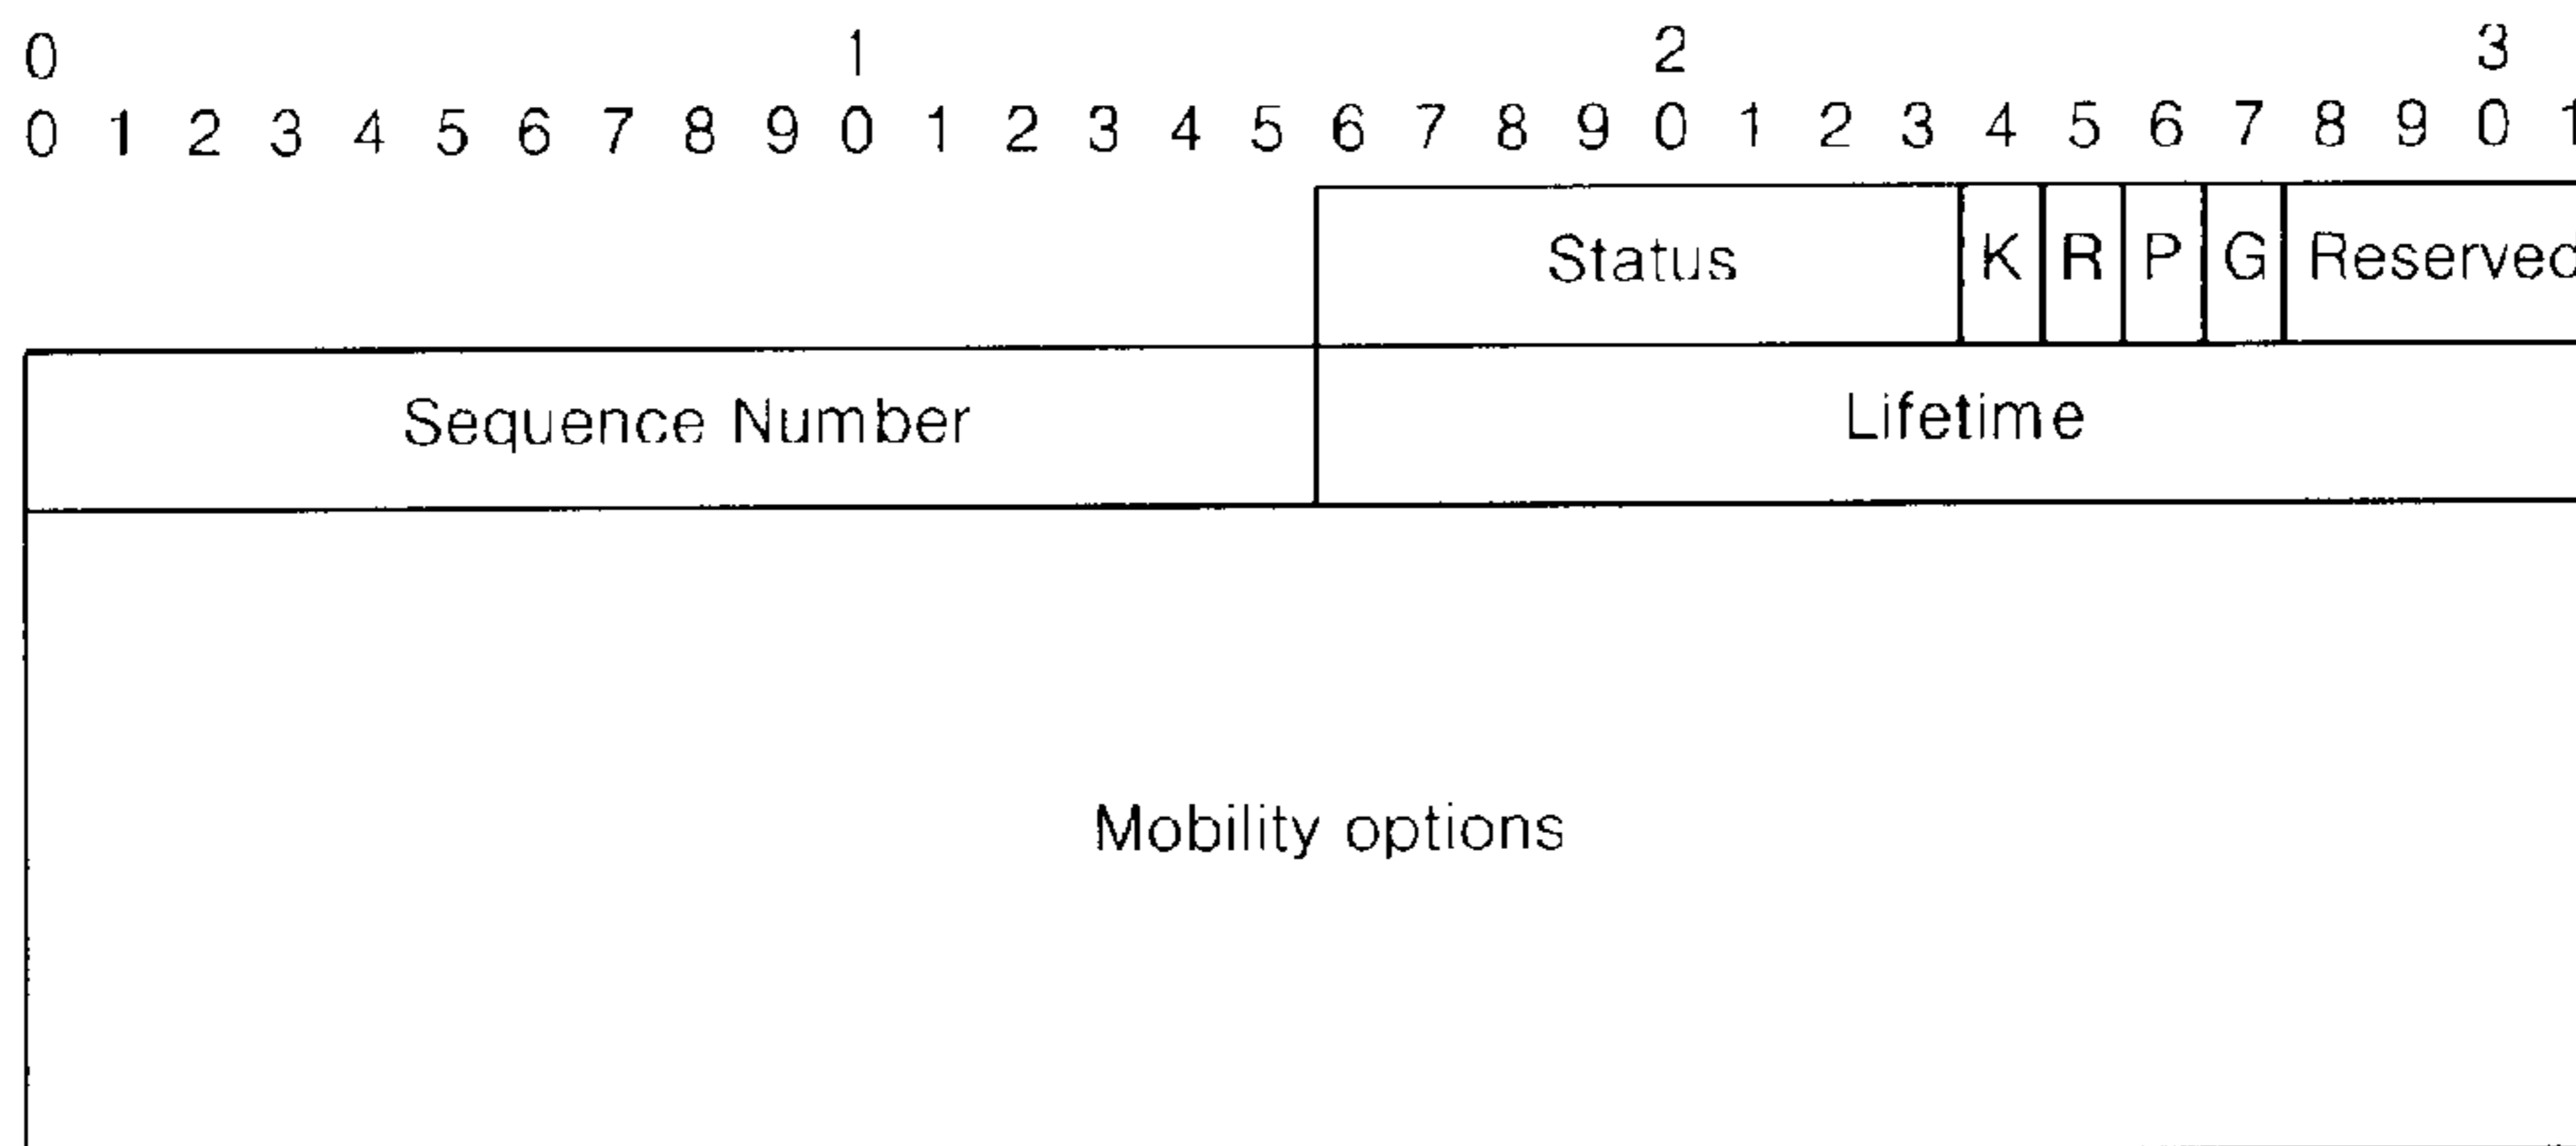 0 1 2 3
0 1 2 3 4 5 6 7 8 9 0 1 2 3 4 5 6 7 8 9 0 1 2 3 4 5 6 7 8 9 0 1
Status K R P G Reserved
Sequence Number Lifetime
Mobility options